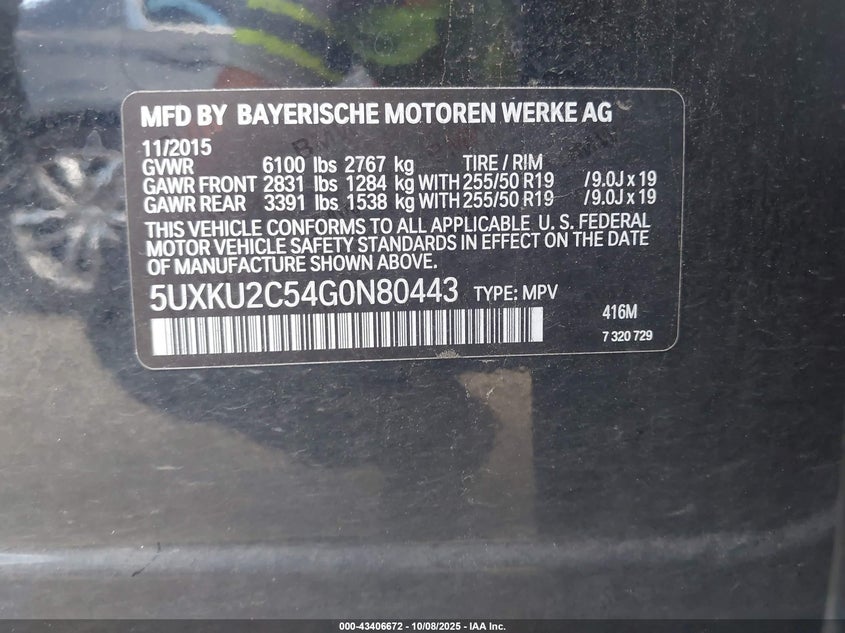 MFD BY BAYERISCHE MOTOREN WERKE AG
11/2015
GVWR 6100 lbs 2767 kg TIRE / RIM
GAWR FRONT 2831 lbs 1284 kg WITH 255/50 R19 /9.0J x 19
GAWR REAR 3391 lbs 1538 kg WITH 255/50 R19 /9.0J x 19
THIS VEHICLE CONFORMS TO ALL APPLICABLE U.S. FEDERAL
MOTOR VEHICLE SAFETY STANDARDS IN EFFECT ON THE DATE
OF MANUFACTURE SHOWN ABOVE.
5UXKU2C54G0N80443 TYPE: MPV
416M
7 320 729
000-43406672 - 10/08/2025 - IAA Inc.